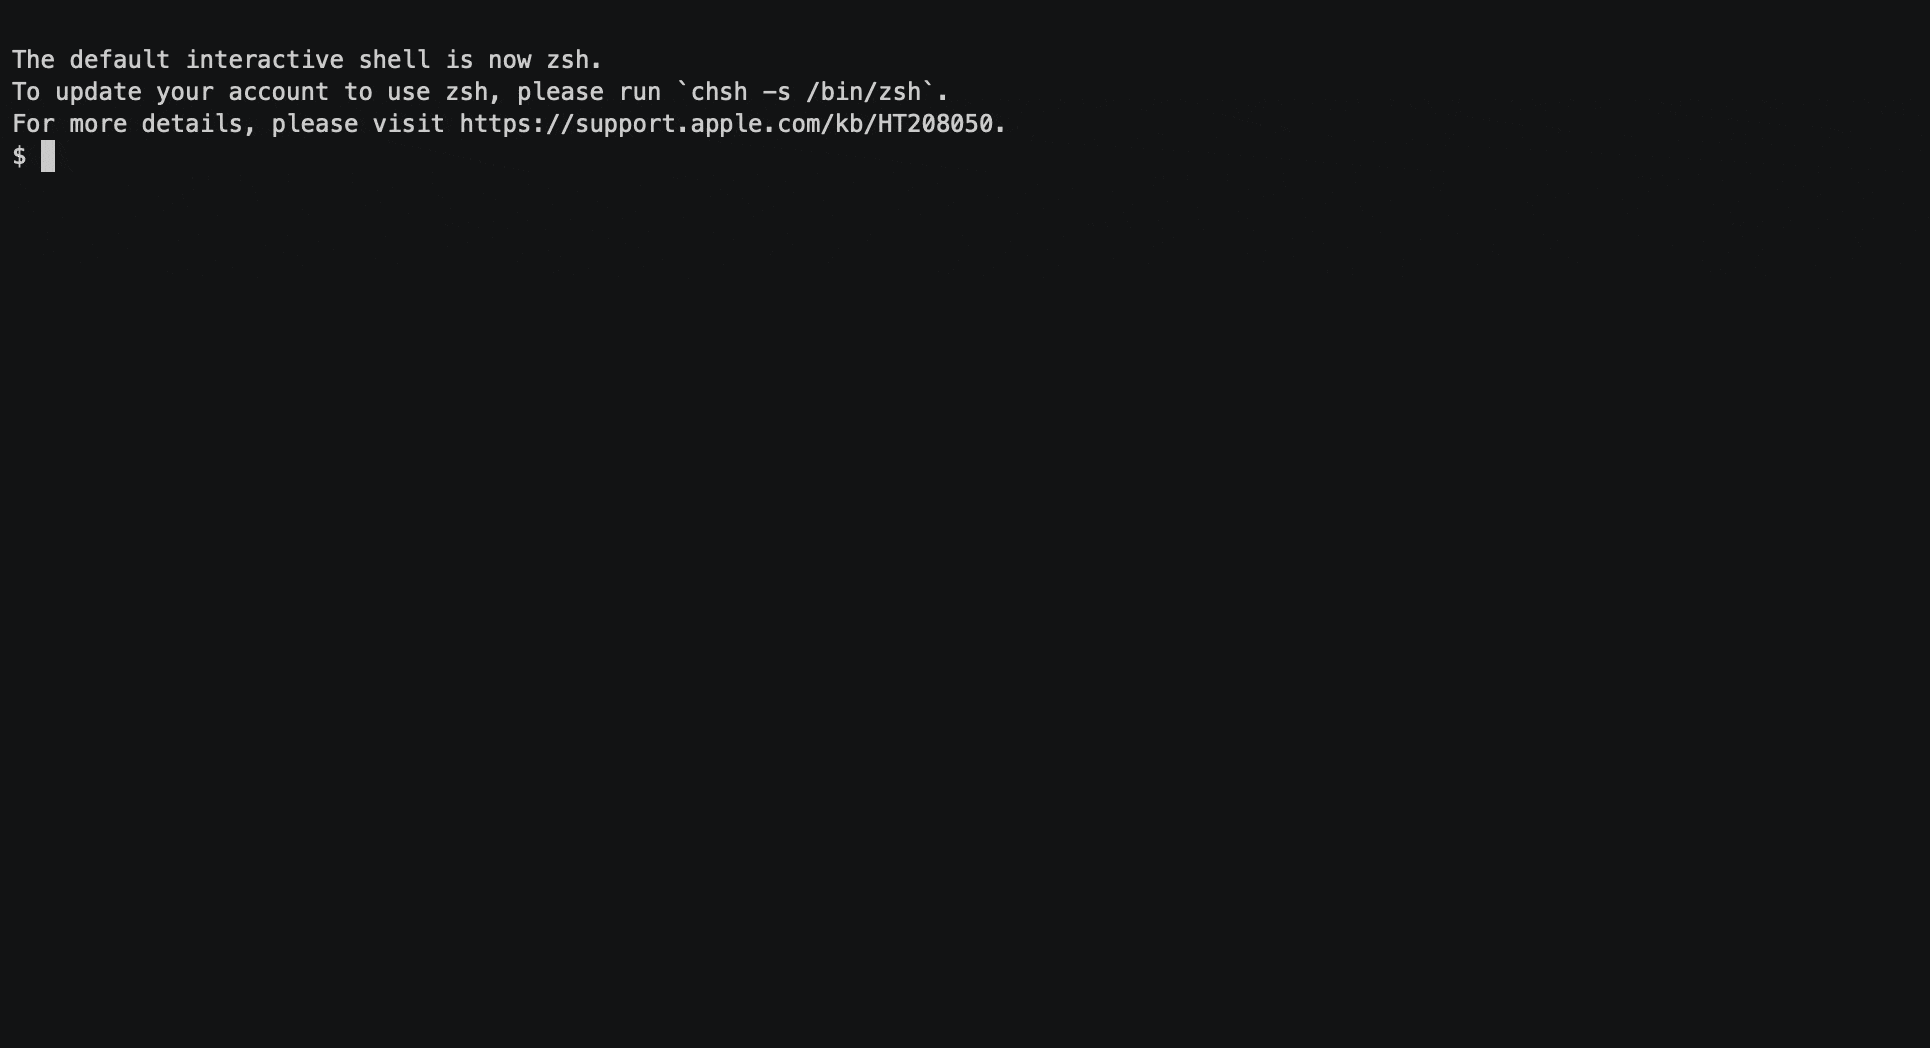 The default interactive shell is now zsh.
To update your account to use zsh, please run `chsh -s /bin/zsh`.
For more details, please visit https://support.apple.com/kb/HT208050.
$